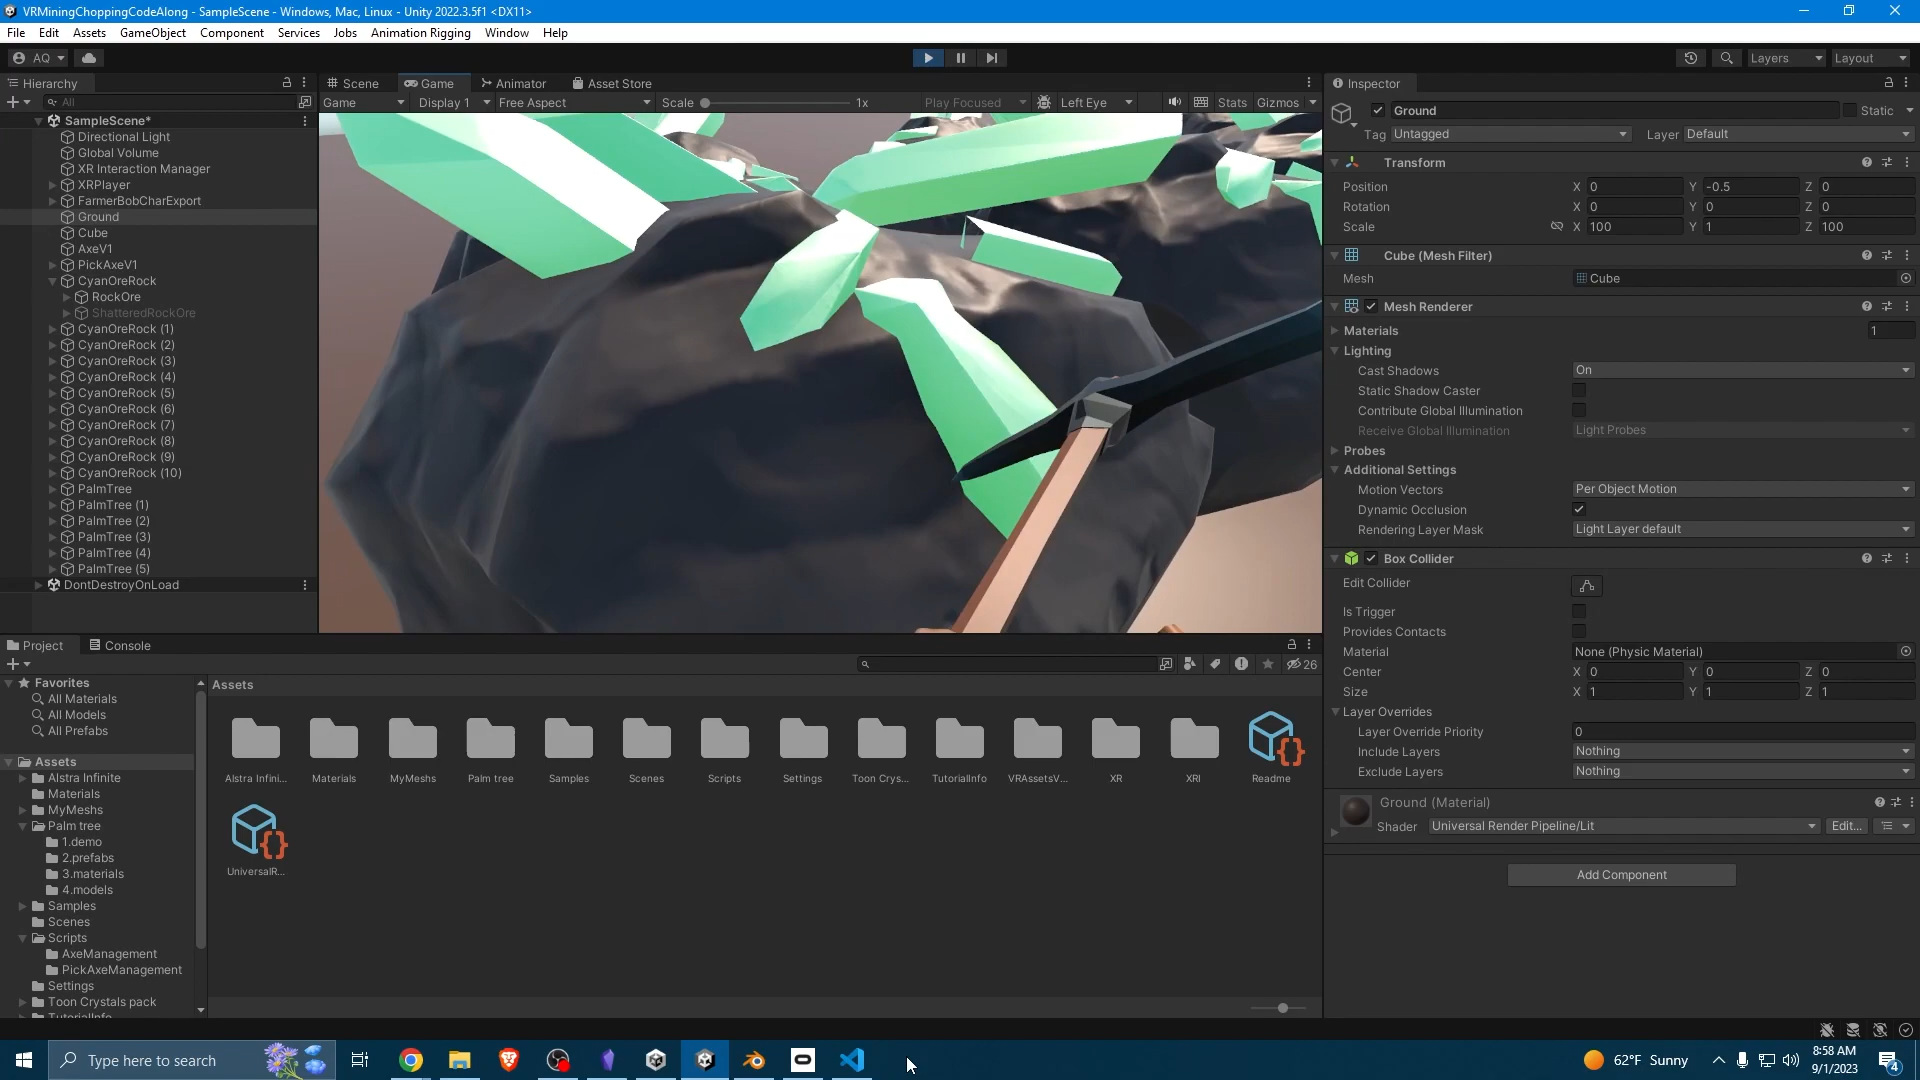 VRMiningChoppingCodeAlong - SampleScene - Windows, Mac, Linux - Unity 2022.3.5f1 <DX11>
File Edit Assets GameObject Component Services Jobs Animation Rigging Window Help
AQ Layers Layout
Hierarchy Scene Game Animator Asset Store Inspector
All Game Display 1 Free Aspect Scale 1x Play Focused Left Eye Stats Gizmos
Ground Static
Tag Untagged Layer Default
SampleScene*
Directional Light
Global Volume
XR Interaction Manager
XRPlayer
FarmerBobCharExport
Ground
Cube
AxeV1
PickAxeV1
CyanOreRock
RockOre
ShatteredRockOre
CyanOreRock (1)
CyanOreRock (2)
CyanOreRock (3)
CyanOreRock (4)
CyanOreRock (5)
CyanOreRock (6)
CyanOreRock (7)
CyanOreRock (8)
CyanOreRock (9)
CyanOreRock (10)
PalmTree
PalmTree (1)
PalmTree (2)
PalmTree (3)
PalmTree (4)
PalmTree (5)
DontDestroyOnLoad
Transform
Position X 0 Y -0.5 Z 0
Rotation X 0 Y 0 Z 0
Scale X 100 Y 1 Z 100
Cube (Mesh Filter)
Mesh Cube
Mesh Renderer
Materials 1
Lighting
Cast Shadows On
Static Shadow Caster
Contribute Global Illumination
Receive Global Illumination Light Probes
Probes
Additional Settings
Motion Vectors Per Object Motion
Dynamic Occlusion
Rendering Layer Mask Light Layer default
Box Collider
Edit Collider
Is Trigger
Provides Contacts
Material None (Physic Material)
Center X 0 Y 0 Z 0
Size X 1 Y 1 Z 1
Layer Overrides
Layer Override Priority 0
Include Layers Nothing
Exclude Layers Nothing
Ground (Material)
Shader Universal Render Pipeline/Lit Edit...
Add Component
Project Console
26
Favorites
All Materials
All Models
All Prefabs
Assets
Alstra Infinite
Materials
MyMeshs
Palm tree
1.demo
2.prefabs
3.materials
4.models
Samples
Scenes
Scripts
AxeManagement
PickAxeManagement
Settings
Toon Crystals pack
TutorialInfo
Assets
Alstra Infini... Materials MyMeshs Palm tree Samples Scenes Scripts Settings Toon Crys... TutorialInfo VRAssetsV... XR XRI Readme
UniversalR...
Type here to search
62°F Sunny
8:58 AM
9/1/2023
4